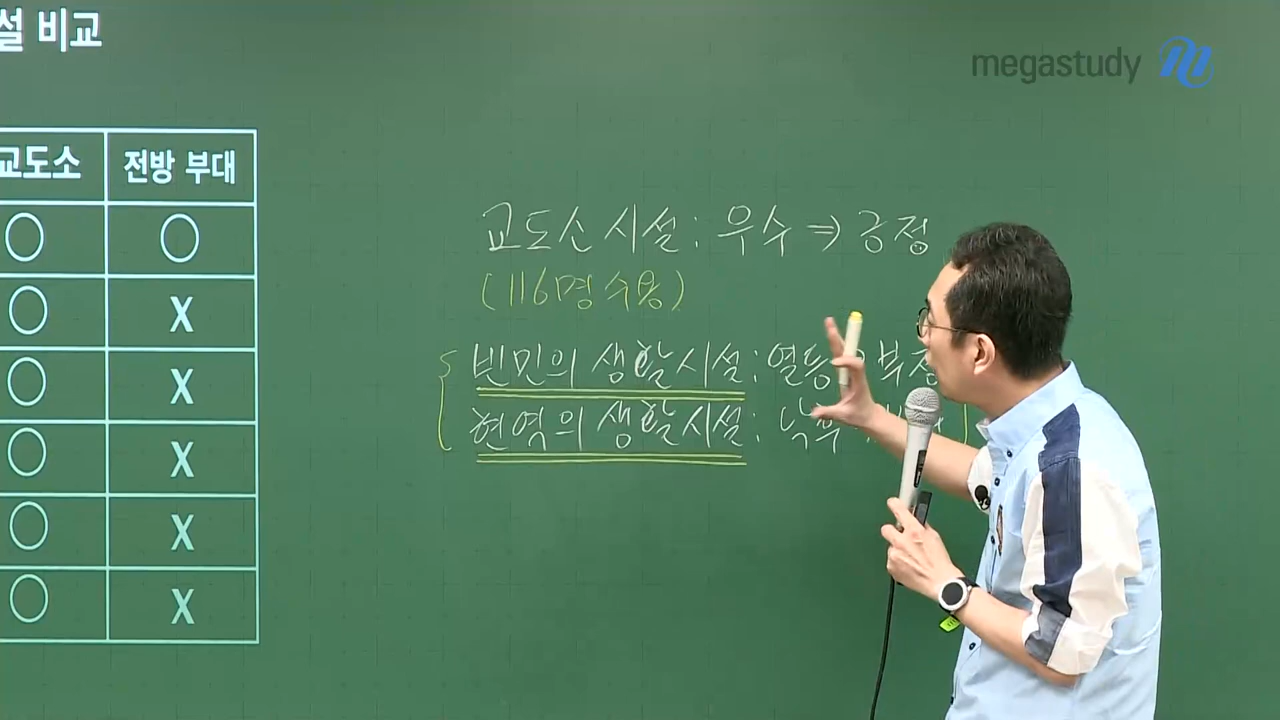 설 비교
megastudy
교도소 전방 부대
○ ○
○ X
○ X
○ X
○ X
○ X
교도소 시설 : 우수 ⇒ 긍정
(116명 수용)
빈민의 생활시설 : 열등
현역의 생활시설 : 낙후